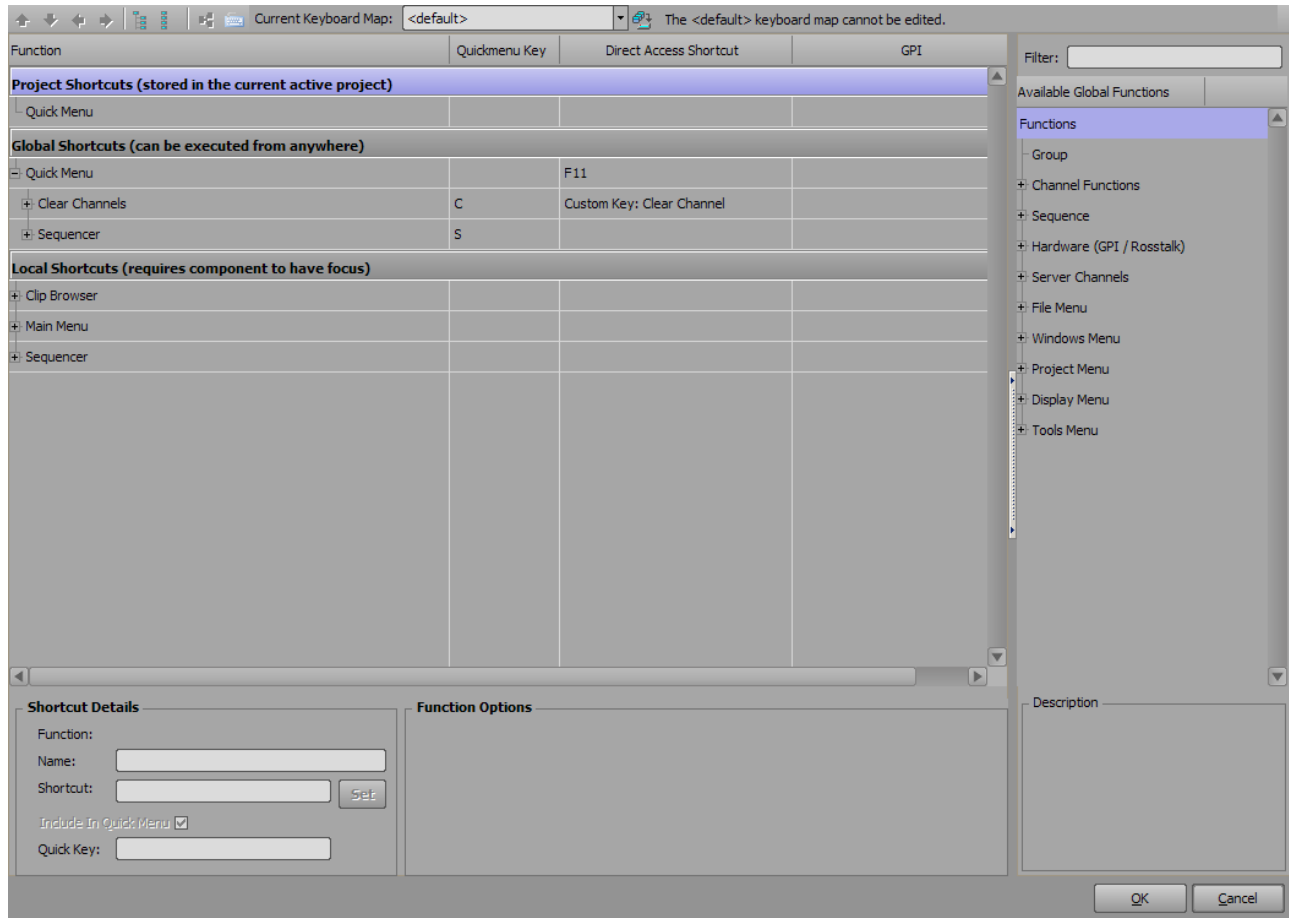 Current Keyboard Map: <default> The <default> keyboard map cannot be edited.
Function Quickmenu Key Direct Access Shortcut GPI
Project Shortcuts (stored in the current active project)
Quick Menu
Global Shortcuts (can be executed from anywhere)
Quick Menu F11
Clear Channels C Custom Key: Clear Channel
Sequencer S
Local Shortcuts (requires component to have focus)
Clip Browser
Main Menu
Sequencer
Filter:
Available Global Functions
Functions
Group
Channel Functions
Sequence
Hardware (GPI / Rosstalk)
Server Channels
File Menu
Windows Menu
Project Menu
Display Menu
Tools Menu
Shortcut Details
Function:
Name:
Shortcut: Set
Include In Quick Menu
Quick Key:
Function Options
Description
OK Cancel